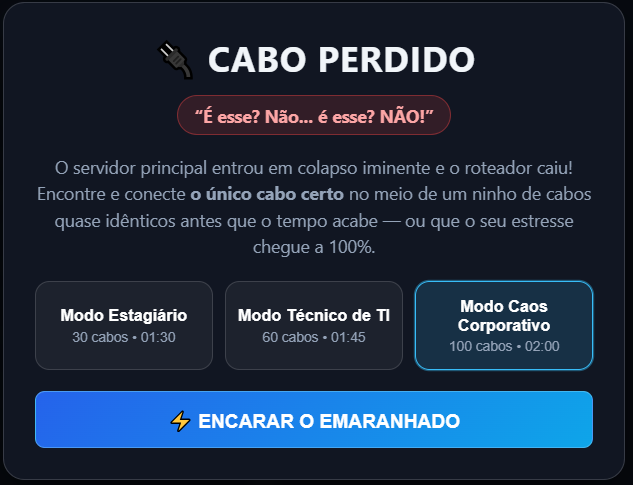 CABO PERDIDO
“É esse? Não... é esse? NÃO!”
O servidor principal entrou em colapso iminente e o roteador caiu!
Encontre e conecte o único cabo certo no meio de um ninho de cabos
quase idênticos antes que o tempo acabe — ou que o seu estresse
chegue a 100%.
Modo Estagiário
30 cabos • 01:30
Modo Técnico de TI
60 cabos • 01:45
Modo Caos
Corporativo
100 cabos • 02:00
⚡ ENCARAR O EMARANHADO